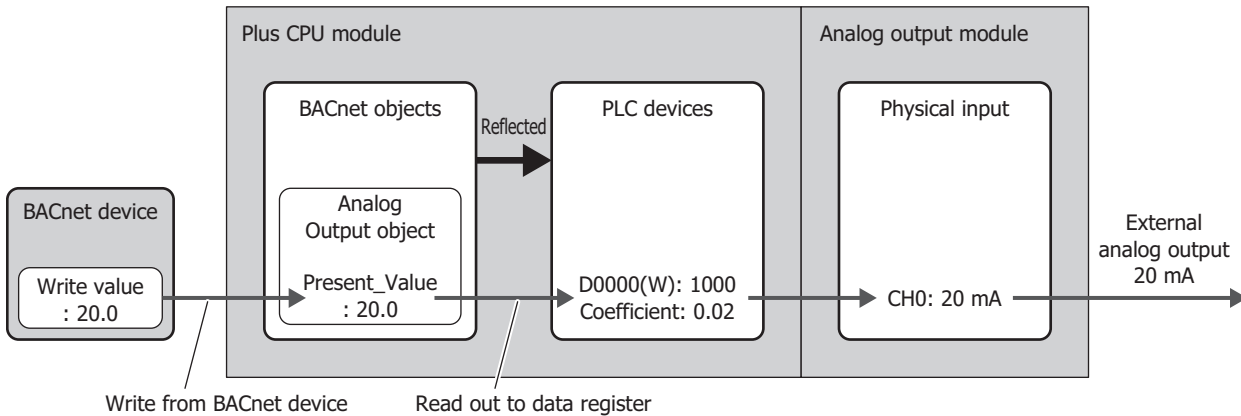 Plus CPU module
Analog output module
BACnet objects
Reflected
PLC devices
Physical input
BACnet device
Write value
: 20.0
Analog
Output object
Present_Value
: 20.0
D0000(W): 1000
Coefficient: 0.02
CH0: 20 mA
External
analog output
20 mA
Write from BACnet device
Read out to data register